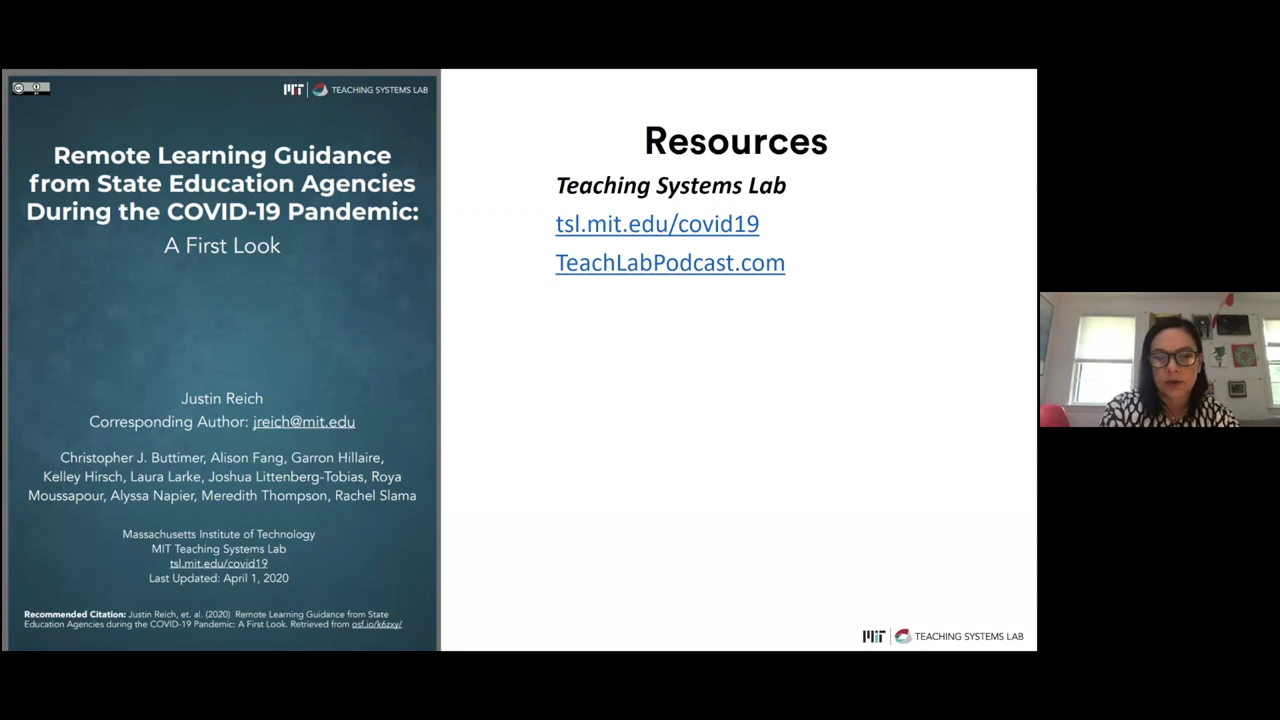 MIT TEACHING SYSTEMS LAB
Remote Learning Guidance
from State Education Agencies
During the COVID-19 Pandemic:
A First Look
Justin Reich
Corresponding Author: jreich@mit.edu
Christopher J. Buttimer, Alison Fang, Garron Hillaire,
Kelley Hirsch, Laura Larke, Joshua Littenberg-Tobias, Roya
Moussapour, Alyssa Napier, Meredith Thompson, Rachel Slama
Massachusetts Institute of Technology
MIT Teaching Systems Lab
tsl.mit.edu/covid19
Last Updated: April 1, 2020
Recommended Citation: Justin Reich, et. al. (2020) Remote Learning Guidance from State
Education Agencies during the COVID-19 Pandemic: A First Look. Retrieved from osf.io/k6zxy/
Resources
Teaching Systems Lab
tsl.mit.edu/covid19
TeachLabPodcast.com
MIT TEACHING SYSTEMS LAB